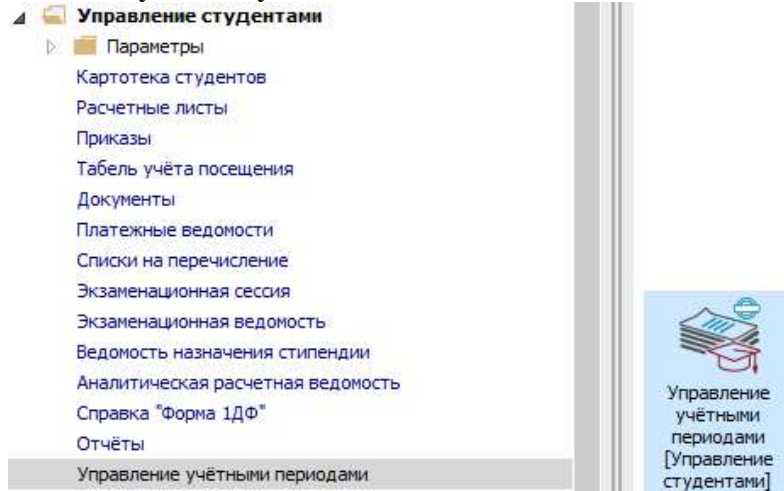 Управление студентами
Параметры
Картотека студентов
Расчетные листы
Приказы
Табель учёта посещения
Документы
Платежные ведомости
Списки на перечисление
Экзаменационная сессия
Экзаменационная ведомость
Ведомость назначения стипендии
Аналитическая расчетная ведомость
Справка "Форма 1ДФ"
Отчёты
Управление учётными периодами
Управление
учётными
периодами
[Управление
студентами]